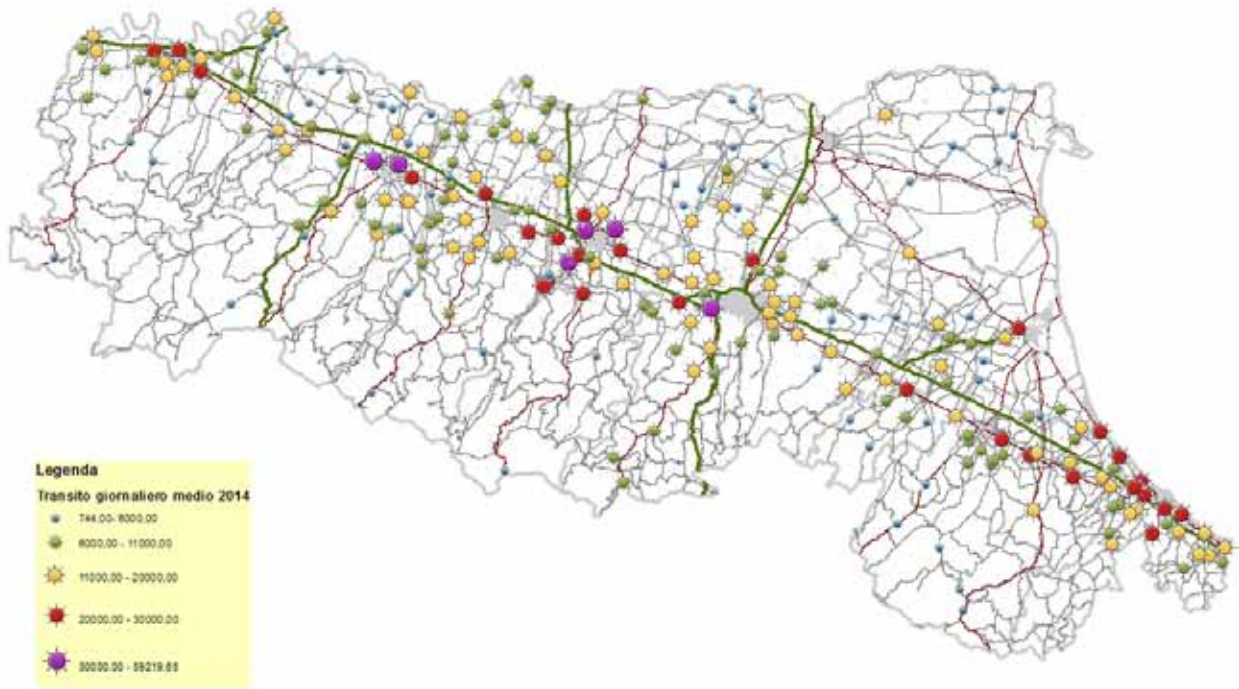 Legenda
Transito giornaliero medio 2014
744,00- 6000,00
6000,00 - 11000,00
11000,00 - 20000,00
20000,00 - 30000,00
30000,00 - 59219,65